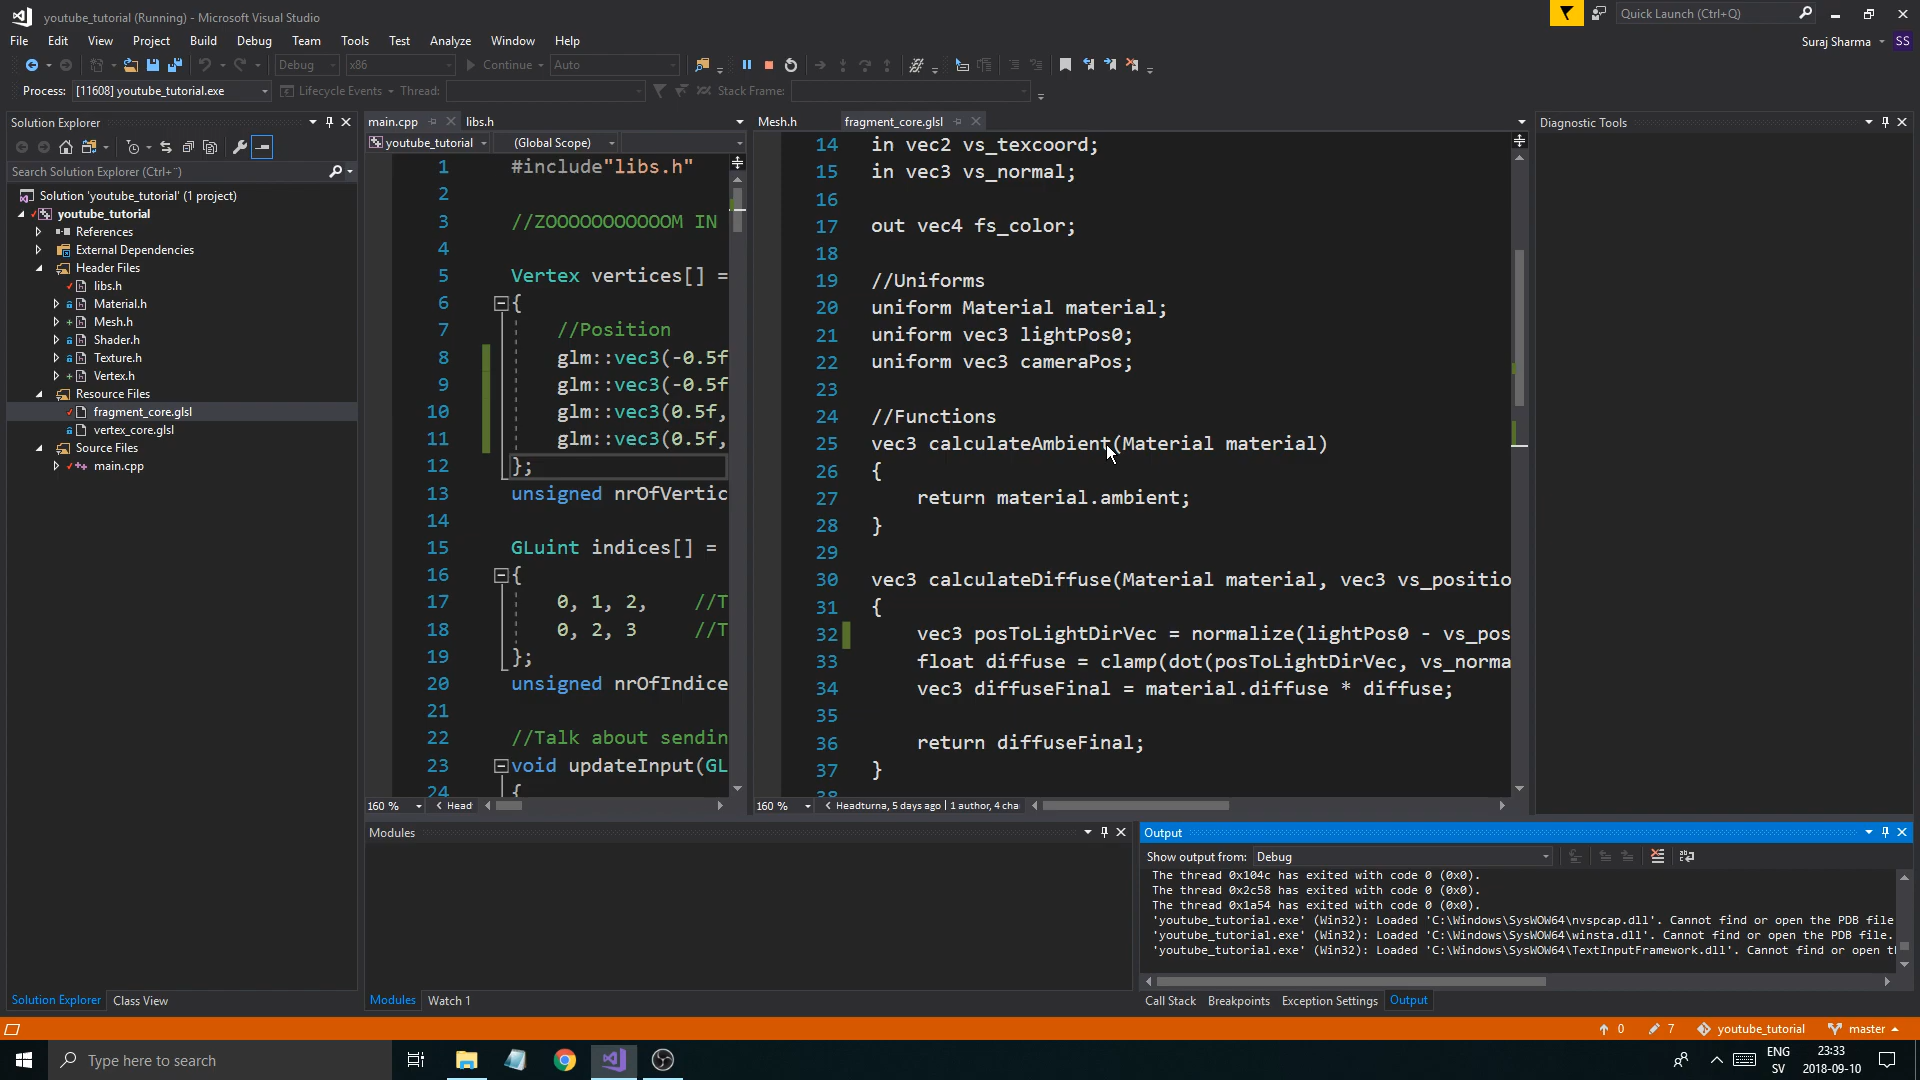 youtube_tutorial (Running) - Microsoft Visual Studio
Quick Launch (Ctrl+Q)
File Edit View Project Build Debug Team Tools Test Analyze Window Help
Suraj Sharma SS
Debug x86 Continue Auto
Process: [11608] youtube_tutorial.exe Lifecycle Events Thread: Stack Frame:
Solution Explorer
Search Solution Explorer (Ctrl+¨)
Solution 'youtube_tutorial' (1 project)
youtube_tutorial
References
External Dependencies
Header Files
libs.h
Material.h
Mesh.h
Shader.h
Texture.h
Vertex.h
Resource Files
fragment_core.glsl
vertex_core.glsl
Source Files
main.cpp
Solution Explorer Class View
main.cpp libs.h
youtube_tutorial (Global Scope)
1 #include"libs.h"
2
3 //ZOOOOOOOOOOOM IN
4
5 Vertex vertices[] =
6 {
7 //Position
8 glm::vec3(-0.5f
9 glm::vec3(-0.5f
10 glm::vec3(0.5f,
11 glm::vec3(0.5f,
12 };
13 unsigned nrOfVertic
14
15 GLuint indices[] =
16 {
17 0, 1, 2, //T
18 0, 2, 3 //T
19 };
20 unsigned nrOfIndice
21
22 //Talk about sendin
23 void updateInput(GL
24 {
160 % Head
Mesh.h fragment_core.glsl
14 in vec2 vs_texcoord;
15 in vec3 vs_normal;
16
17 out vec4 fs_color;
18
19 //Uniforms
20 uniform Material material;
21 uniform vec3 lightPos0;
22 uniform vec3 cameraPos;
23
24 //Functions
25 vec3 calculateAmbient(Material material)
26 {
27 return material.ambient;
28 }
29
30 vec3 calculateDiffuse(Material material, vec3 vs_positio
31 {
32 vec3 posToLightDirVec = normalize(lightPos0 - vs_pos
33 float diffuse = clamp(dot(posToLightDirVec, vs_norma
34 vec3 diffuseFinal = material.diffuse * diffuse;
35
36 return diffuseFinal;
37 }
38
160 % Headturna, 5 days ago | 1 author, 4 cha
Diagnostic Tools
Modules
Modules Watch 1
Output
Show output from: Debug
The thread 0x104c has exited with code 0 (0x0).
The thread 0x2c58 has exited with code 0 (0x0).
The thread 0x1a54 has exited with code 0 (0x0).
'youtube_tutorial.exe' (Win32): Loaded 'C:\Windows\SysWOW64\nvspcap.dll'. Cannot find or open the PDB file
'youtube_tutorial.exe' (Win32): Loaded 'C:\Windows\SysWOW64\winsta.dll'. Cannot find or open the PDB file.
'youtube_tutorial.exe' (Win32): Loaded 'C:\Windows\SysWOW64\TextInputFramework.dll'. Cannot find or open t
Call Stack Breakpoints Exception Settings Output
0 7 youtube_tutorial master
Type here to search
ENG
SV
23:33
2018-09-10